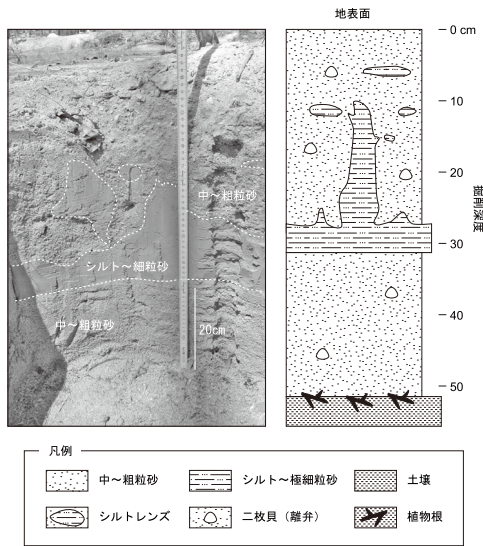 地表面
0 cm
10
20
30
40
50
掘削深度
中〜粗粒砂
シルト〜細粒砂
中〜粗粒砂
20cm
凡例
中〜粗粒砂
シルト〜極細粒砂
土壌
シルトレンズ
二枚貝（離弁）
植物根